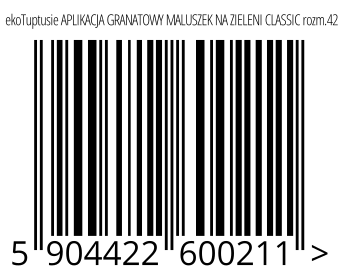 ekoTuptusie APLIKACJA GRANATOWY MALUSZEK NA ZIELENI CLASSIC rozm.42
5 904422 600211 >